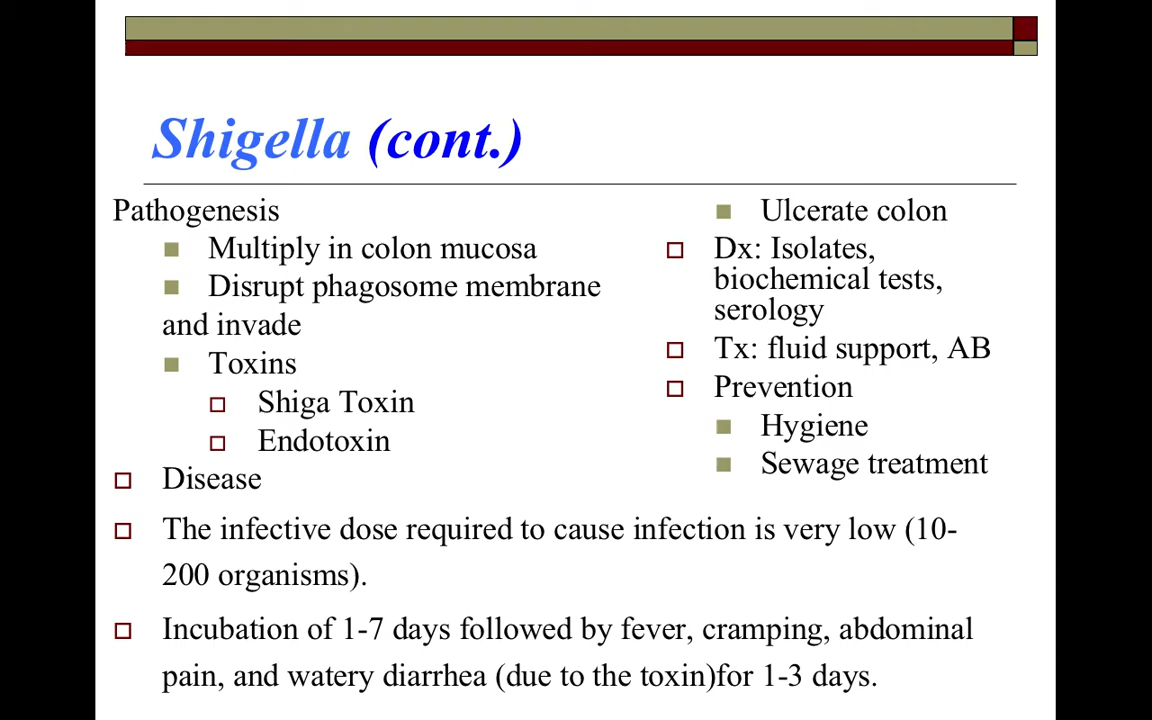 Shigella (cont.)
Pathogenesis
Multiply in colon mucosa
Disrupt phagosome membrane
and invade
Toxins
Shiga Toxin
Endotoxin
Disease
Ulcerate colon
Dx: Isolates,
biochemical tests,
serology
Tx: fluid support, AB
Prevention
Hygiene
Sewage treatment
The infective dose required to cause infection is very low (10-
200 organisms).
Incubation of 1-7 days followed by fever, cramping, abdominal
pain, and watery diarrhea (due to the toxin)for 1-3 days.